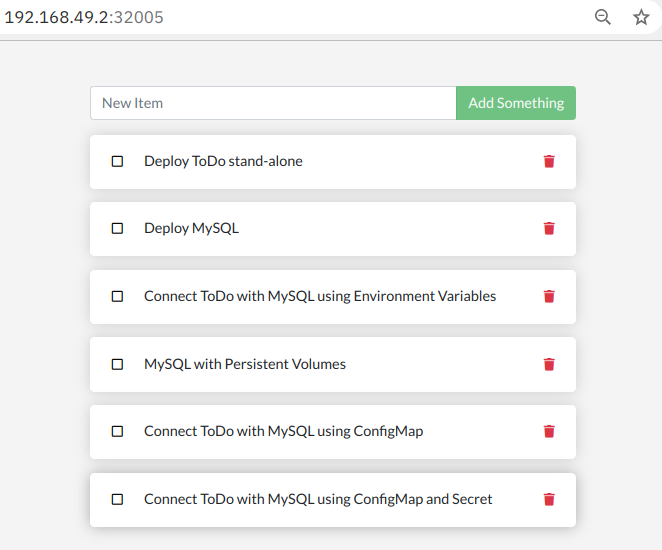 192.168.49.2:32005
New Item Add Something
Deploy ToDo stand-alone
Deploy MySQL
Connect ToDo with MySQL using Environment Variables
MySQL with Persistent Volumes
Connect ToDo with MySQL using ConfigMap
Connect ToDo with MySQL using ConfigMap and Secret